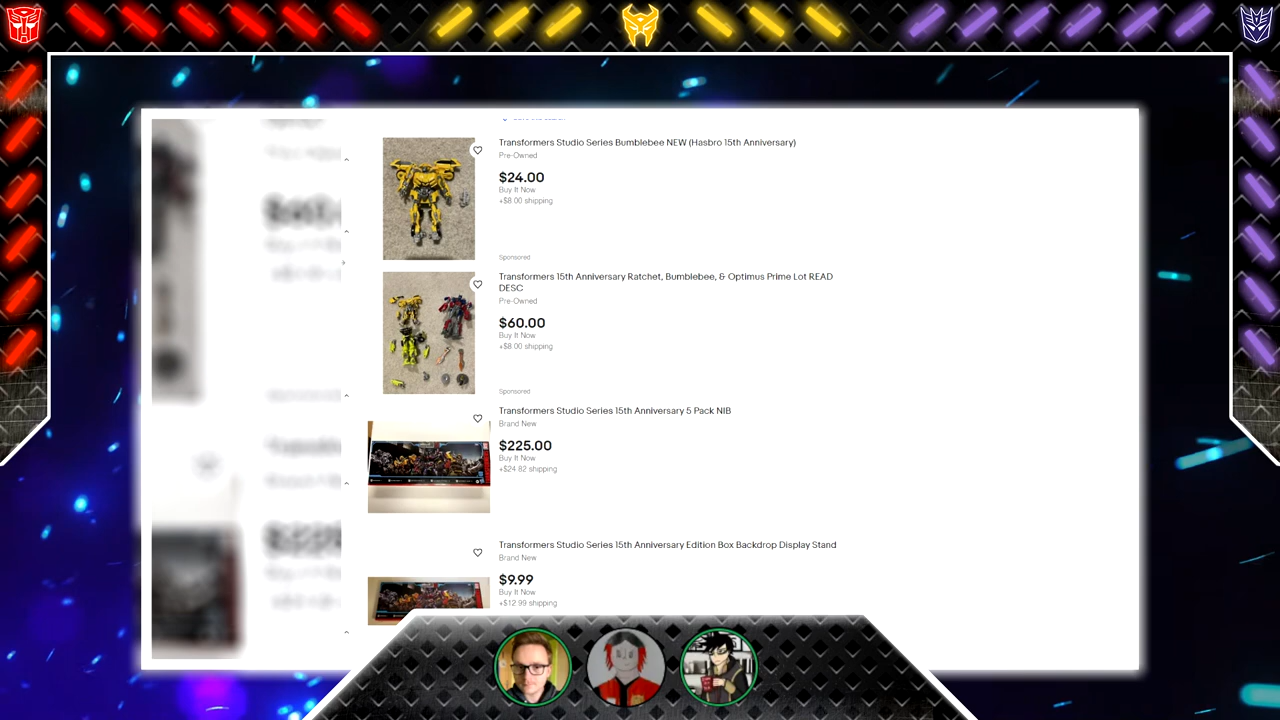 Transformers Studio Series Bumblebee NEW (Hasbro 15th Anniversary)
Pre-Owned
$24.00
Buy It Now
+$8.00 shipping
Sponsored
Transformers 15th Anniversary Ratchet, Bumblebee, & Optimus Prime Lot READ
DESC
Pre-Owned
$60.00
Buy It Now
+$8.00 shipping
Sponsored
Transformers Studio Series 15th Anniversary 5 Pack NIB
Brand New
$225.00
Buy It Now
+$24.82 shipping
Transformers Studio Series 15th Anniversary Edition Box Backdrop Display Stand
Brand New
$9.99
Buy It Now
+$12.99 shipping